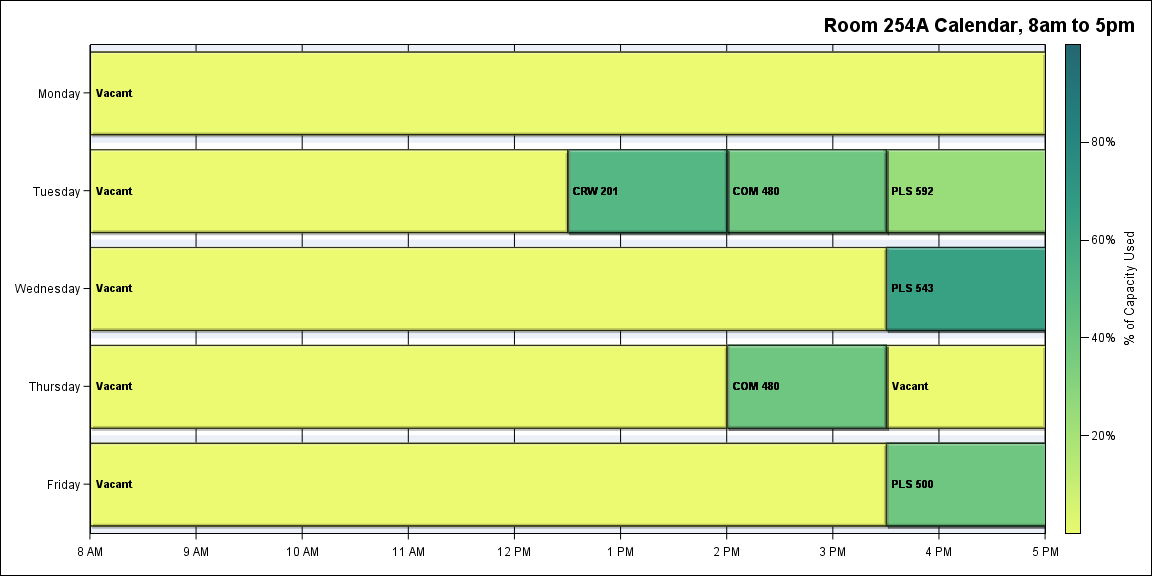 Room 254A Calendar, 8am to 5pm
Monday
Vacant
Tuesday
Vacant
CRW 201
COM 480
PLS 592
Wednesday
Vacant
PLS 543
Thursday
Vacant
COM 480
Vacant
Friday
Vacant
PLS 500
8 AM
9 AM
10 AM
11 AM
12 PM
1 PM
2 PM
3 PM
4 PM
5 PM
80%
60%
40%
20%
% of Capacity Used